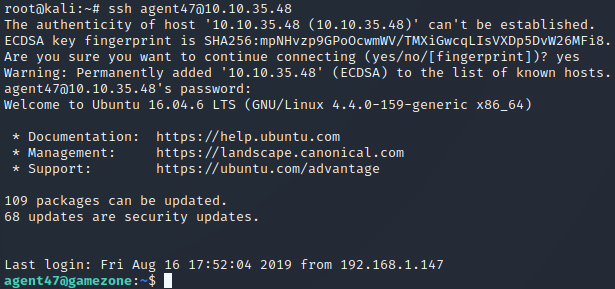 root@kali:~# ssh agent47@10.10.35.48
The authenticity of host '10.10.35.48 (10.10.35.48)' can't be established.
ECDSA key fingerprint is SHA256:mpNHvzp9GPoOcwmWV/TMXiGwcqLIsVXDp5DvW26MFi8.
Are you sure you want to continue connecting (yes/no/[fingerprint])? yes
Warning: Permanently added '10.10.35.48' (ECDSA) to the list of known hosts.
agent47@10.10.35.48's password:
Welcome to Ubuntu 16.04.6 LTS (GNU/Linux 4.4.0-159-generic x86_64)

 * Documentation:  https://help.ubuntu.com
 * Management:     https://landscape.canonical.com
 * Support:        https://ubuntu.com/advantage

109 packages can be updated.
68 updates are security updates.


Last login: Fri Aug 16 17:52:04 2019 from 192.168.1.147
agent47@gamezone:~$